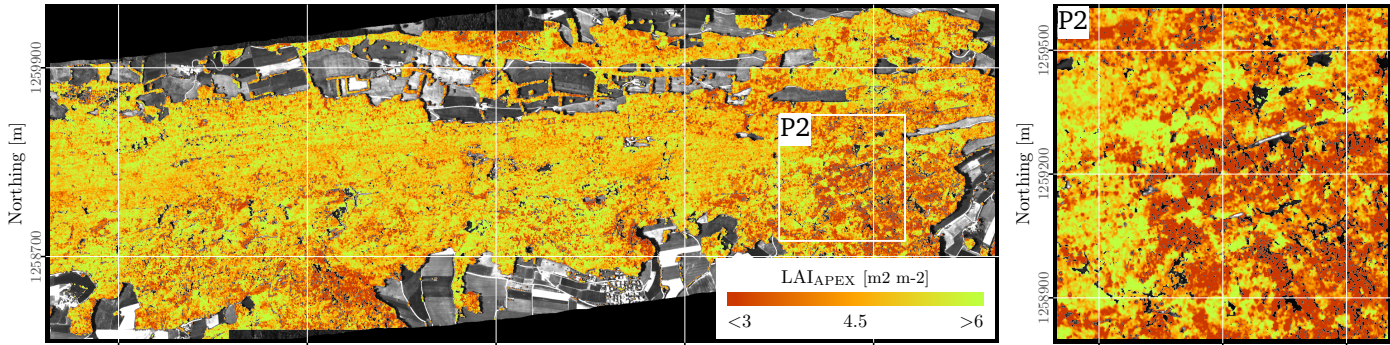 Northing [m]
1259900
1258700
P2
LAIAPEX [m2 m-2]
<3 4.5 >6
P2
Northing [m]
1259500
1259200
1258900